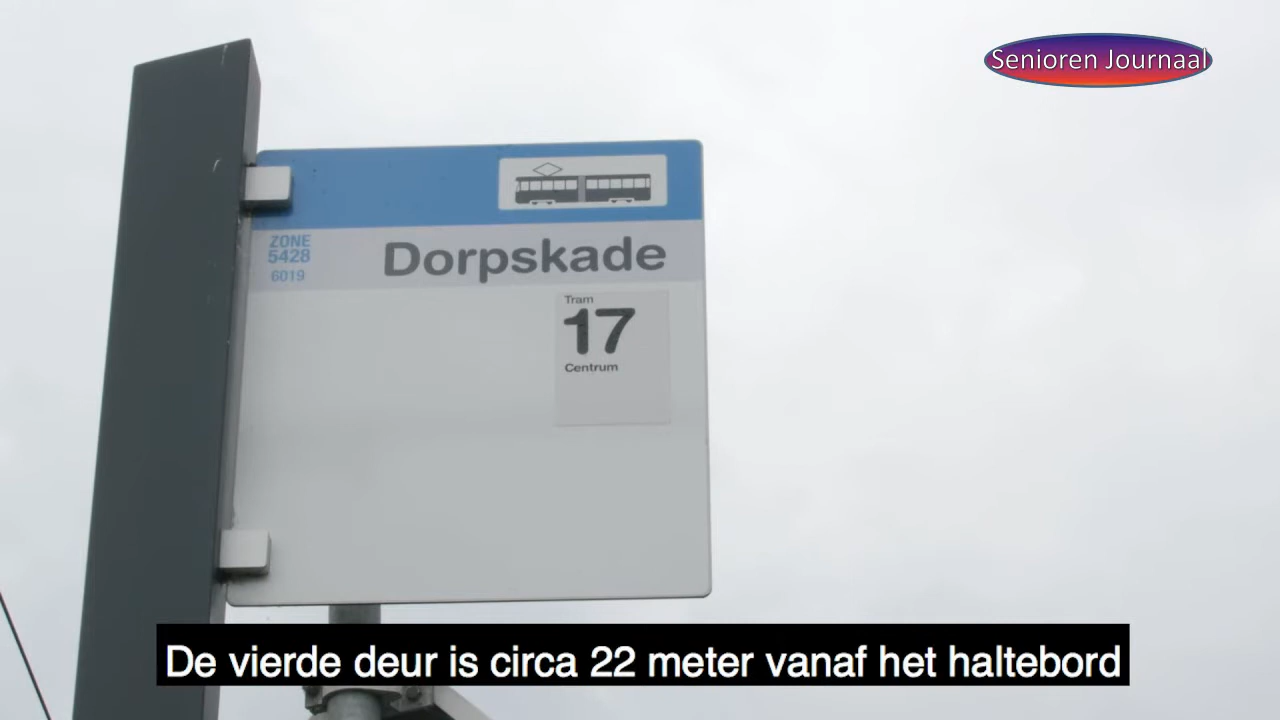 Senioren Journaal
ZONE
5428
6019
Dorpskade
Tram
17
Centrum
De vierde deur is circa 22 meter vanaf het haltebord